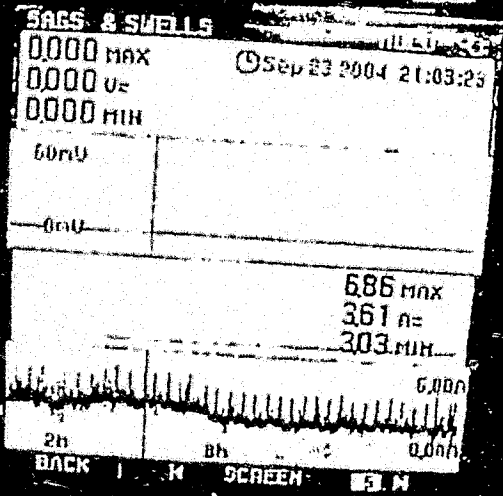 SAGS & SWELLS
0.000 MAX
Sep 23 2004 21:03:23
0.000 V=
0.000 MIN
60mV
0mV
6.86 MAX
3.61 A=
3.03 MIN
6.00A
0.00A
2H
8H
BACK
SCREEN